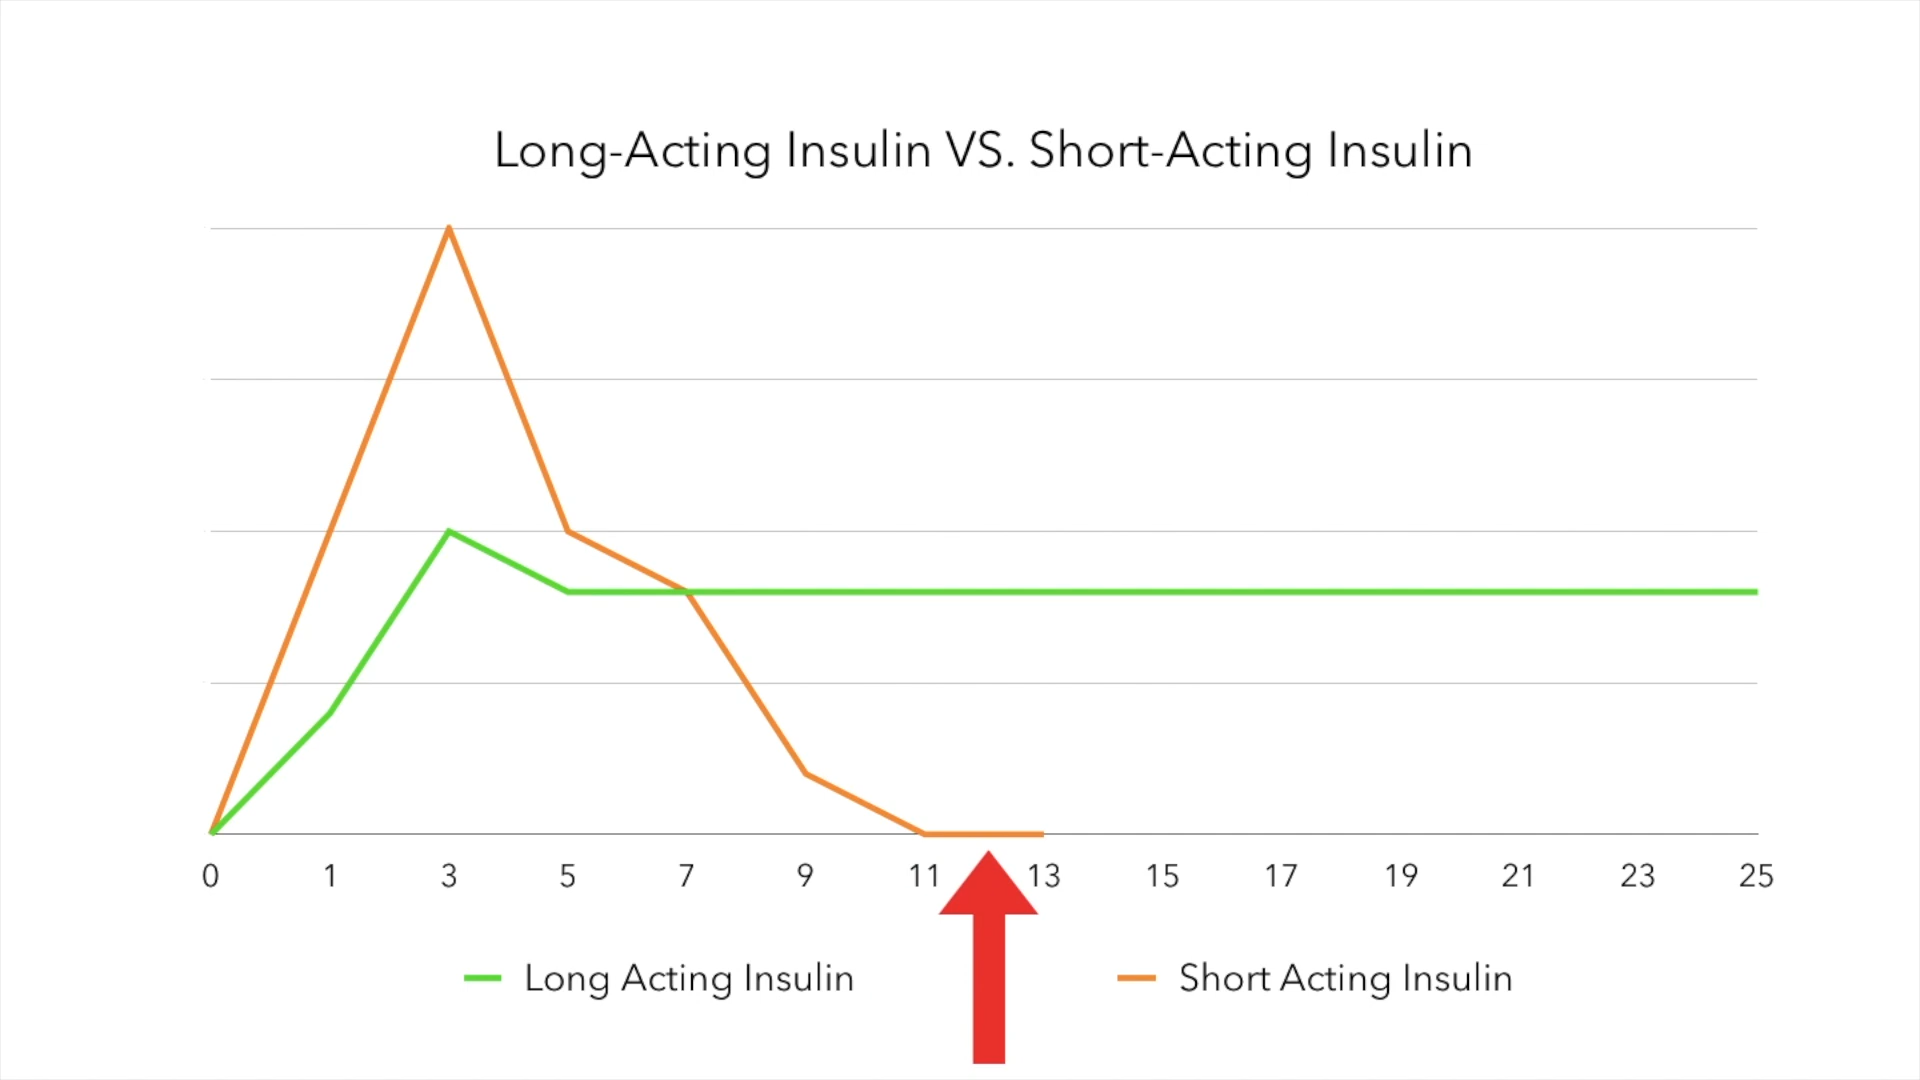 Long-Acting Insulin VS. Short-Acting Insulin
0 1 3 5 7 9 11 13 15 17 19 21 23 25
Long Acting Insulin Short Acting Insulin